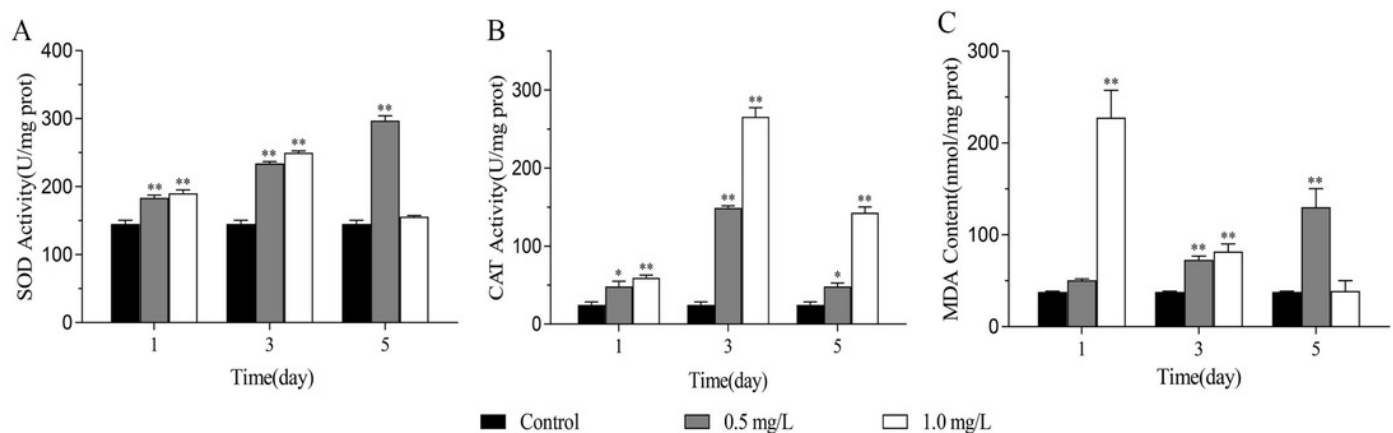 A
SOD Activity(U/mg prot)
400
300
200
100
0
** **
** **
**
1 3 5
Time(day)
B
CAT Activity(U/mg prot)
300
200
100
0
* **
** **
* **
1 3 5
Time(day)
C
MDA Content(nmol/mg prot)
300
200
100
0
**
** **
**
1 3 5
Time(day)
Control 0.5 mg/L 1.0 mg/L